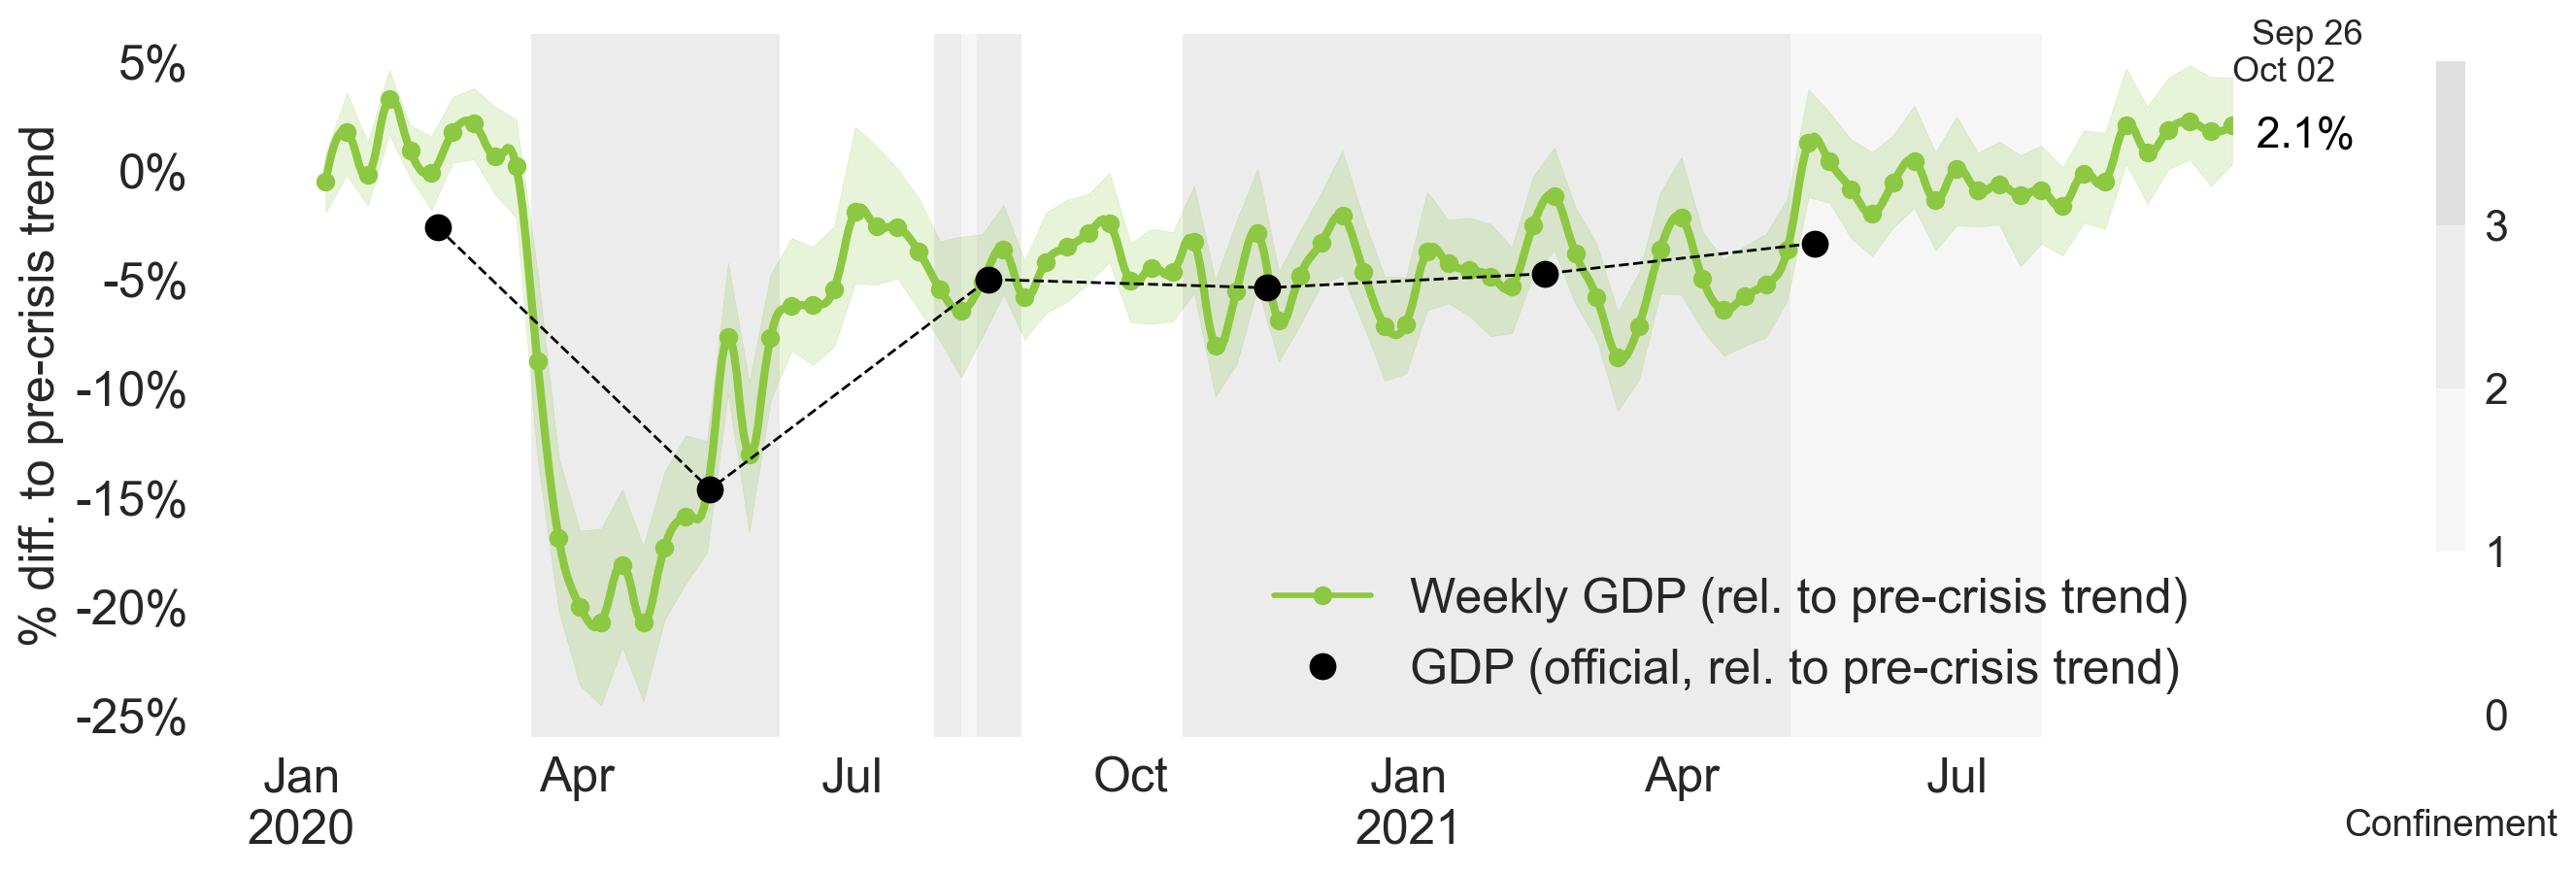 % diff. to pre-crisis trend
5%
0%
-5%
-10%
-15%
-20%
-25%
Sep 26
Oct 02
2.1%
Weekly GDP (rel. to pre-crisis trend)
GDP (official, rel. to pre-crisis trend)
Jan Apr Jul Oct Jan Apr Jul
2020 2021
3
2
1
0
Confinement